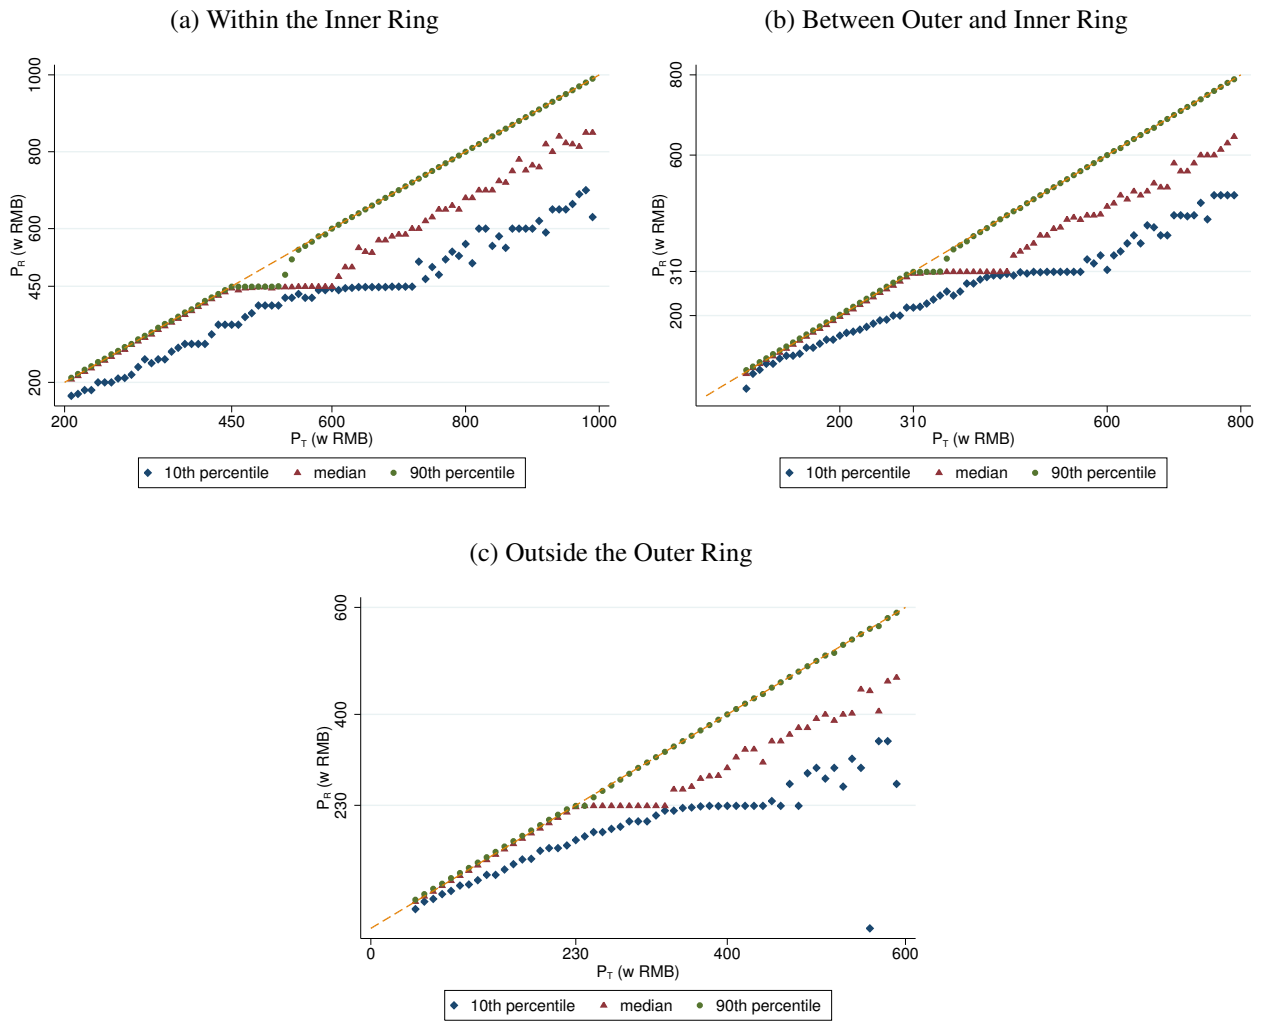 (a) Within the Inner Ring
1000
800
600
450
200
P_R (w RMB)
200 450 600 800 1000
P_T (w RMB)
10th percentile median 90th percentile
(b) Between Outer and Inner Ring
800
600
310
200
P_R (w RMB)
200 310 600 800
P_T (w RMB)
10th percentile median 90th percentile
(c) Outside the Outer Ring
600
400
230
P_R (w RMB)
0 230 400 600
P_T (w RMB)
10th percentile median 90th percentile